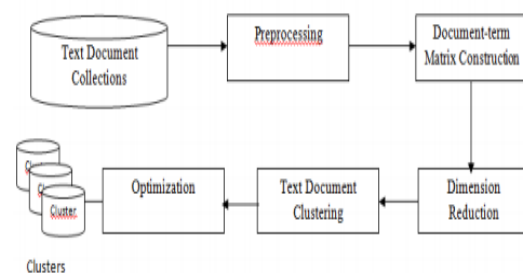 Text Document
Collections
Preprocessing
Document-term
Matrix Construction
Dimension
Reduction
Text Document
Clustering
Optimization
Cluster
Clusters